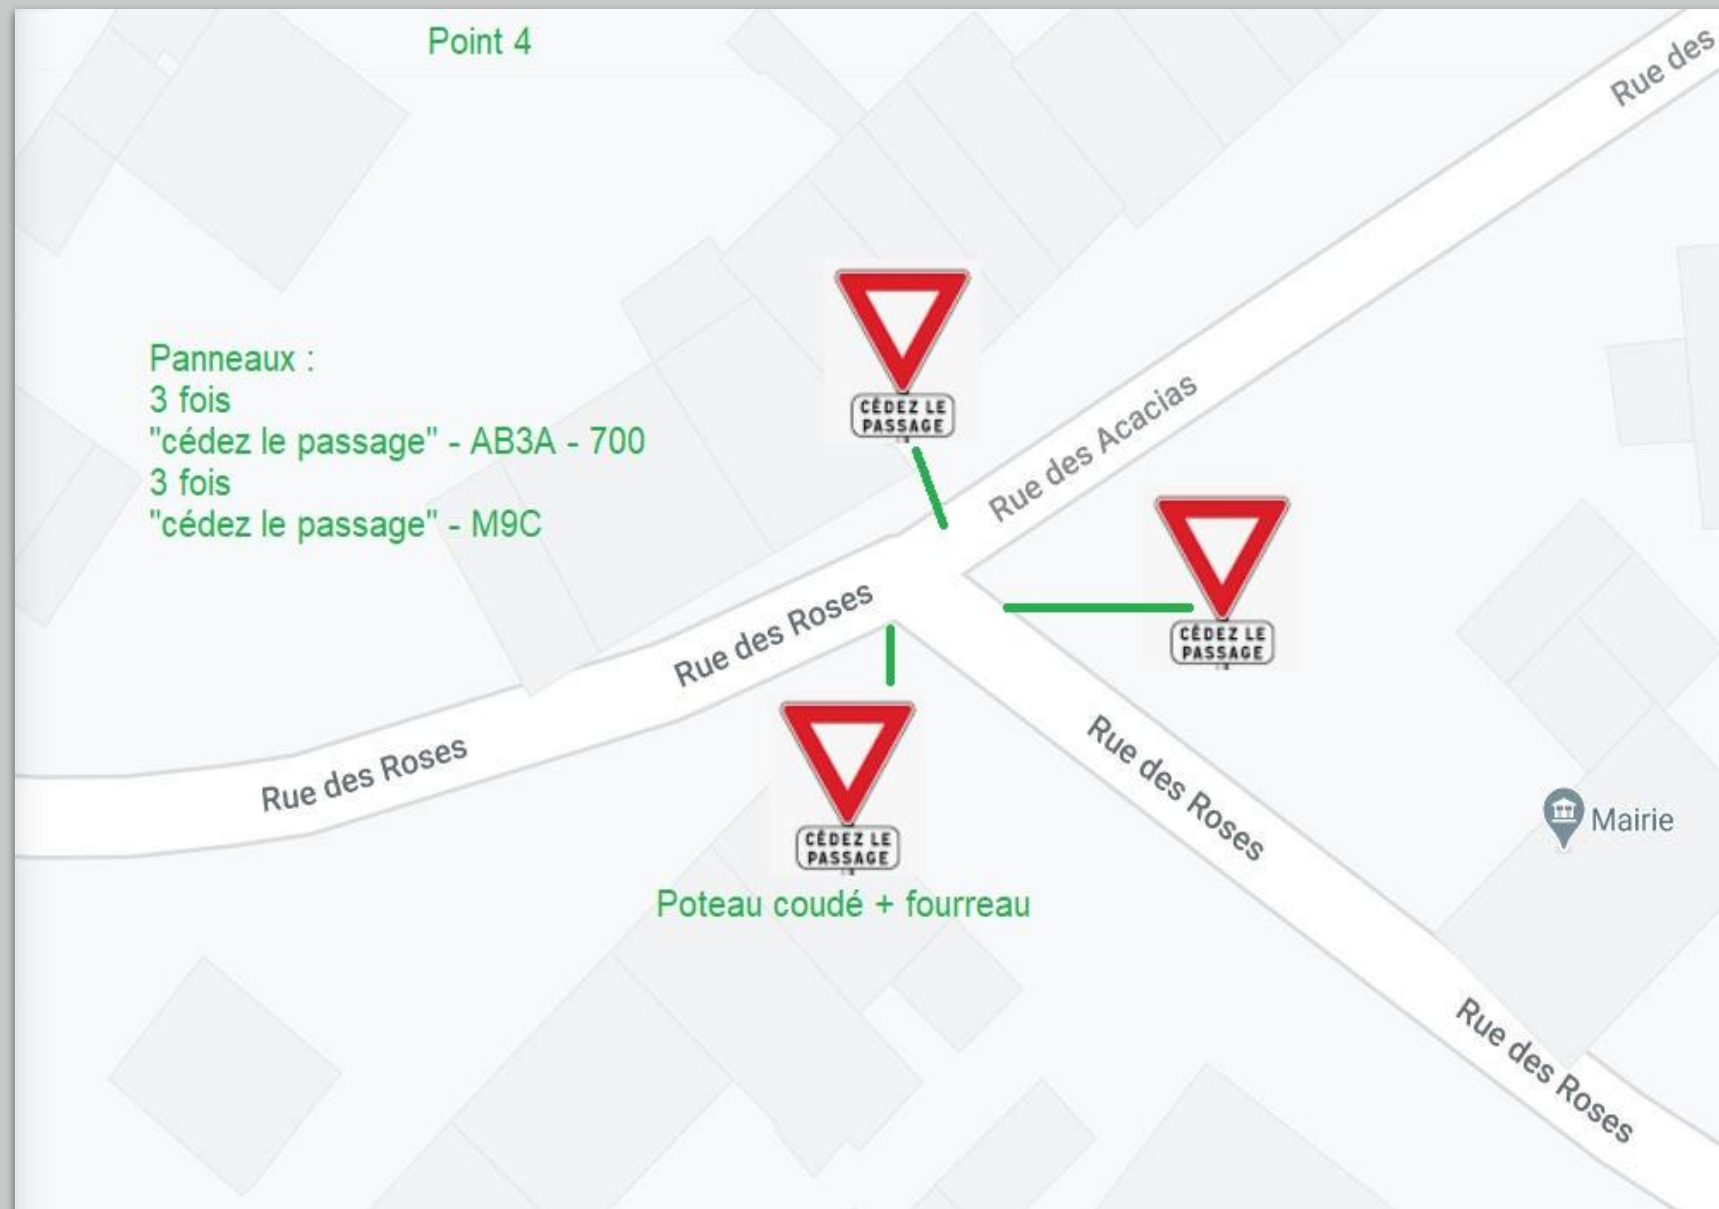 Point 4
Rue des
Panneaux :
3 fois
"cédez le passage" - AB3A - 700
3 fois
"cédez le passage" - M9C
CÉDEZ LE
PASSAGE
Rue des Acacias
CÉDEZ LE
PASSAGE
Rue des Roses
Rue des Roses
Rue des Roses
Mairie
CÉDEZ LE
PASSAGE
Poteau coudé + fourreau
Rue des Roses